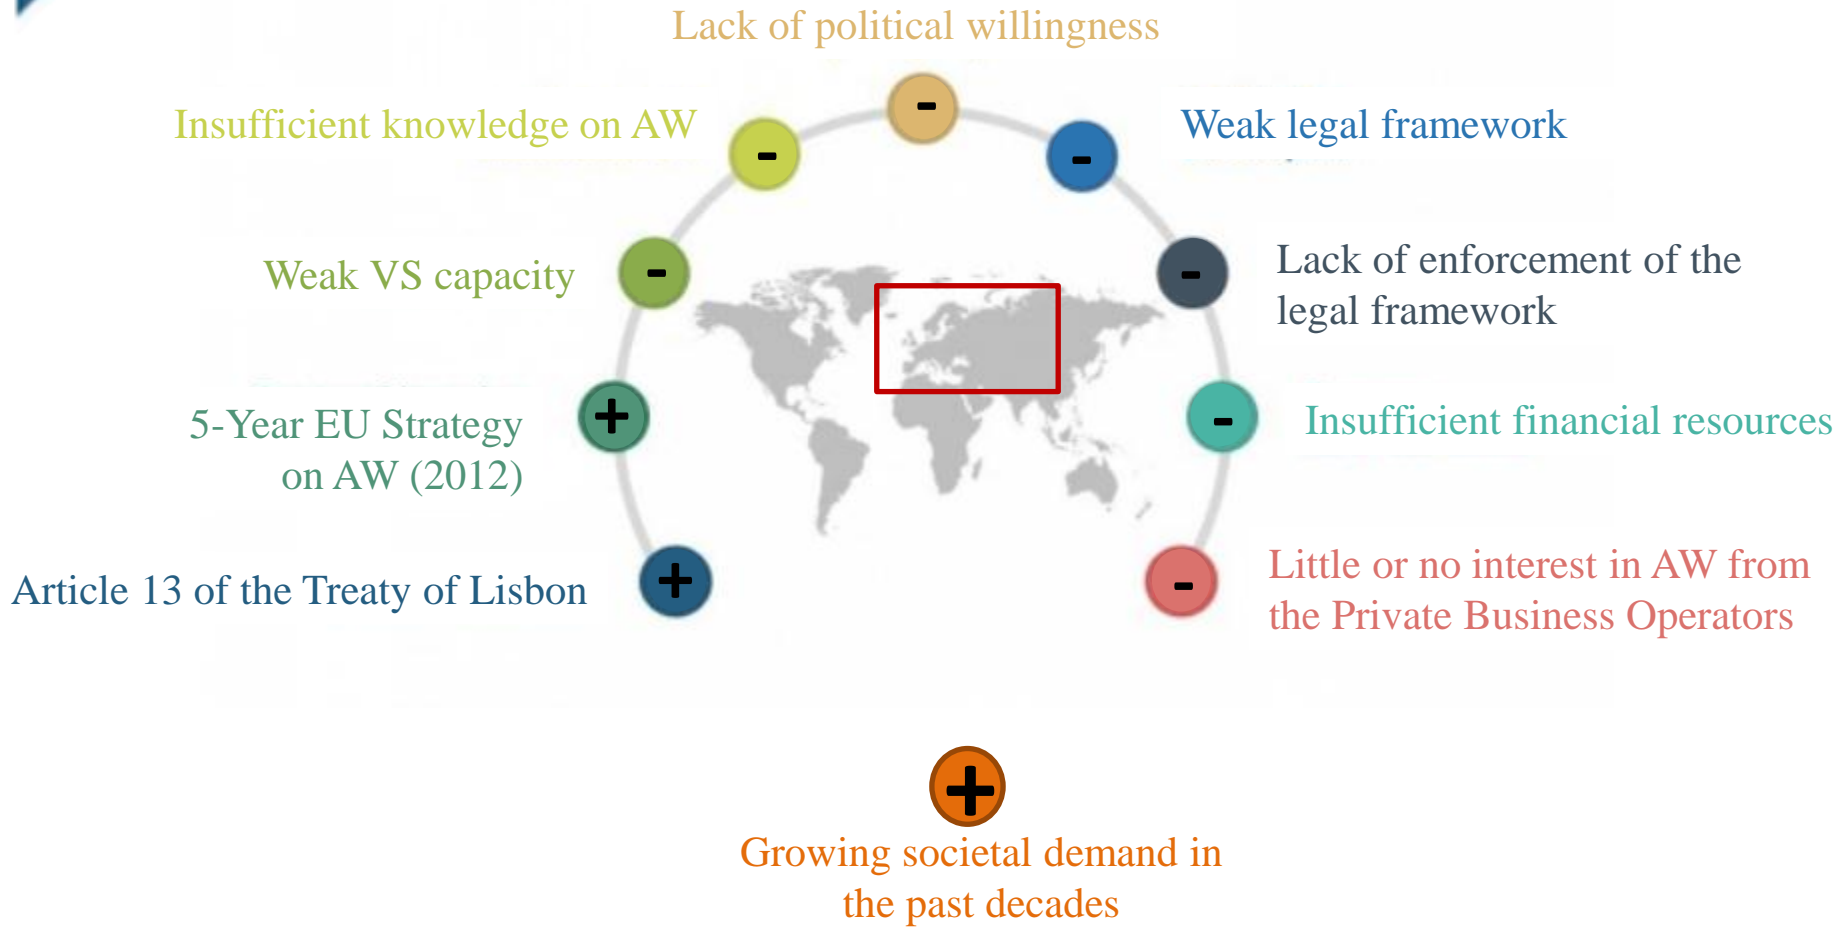 Lack of political willingness
Insufficient knowledge on AW
-
-
-
Weak legal framework
Weak VS capacity
-
-
Lack of enforcement of the
legal framework
5-Year EU Strategy
on AW (2012)
+
-
Insufficient financial resources
Article 13 of the Treaty of Lisbon
+
-
Little or no interest in AW from
the Private Business Operators
+
Growing societal demand in
the past decades